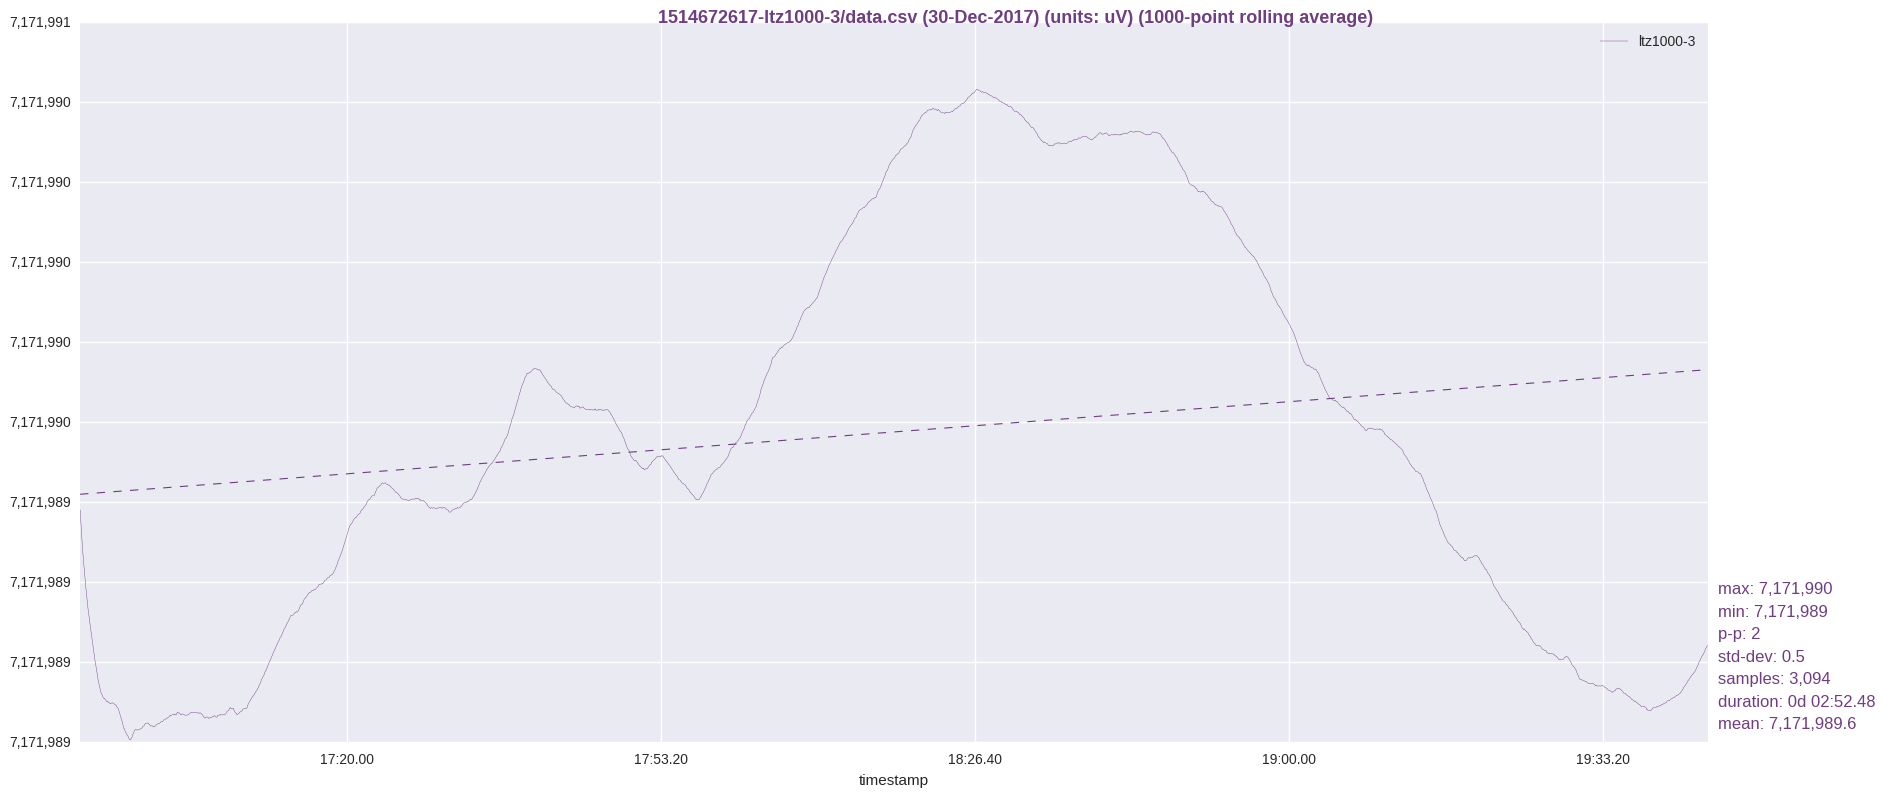 1514672617-ltz1000-3/data.csv (30-Dec-2017) (units: uV) (1000-point rolling average)
ltz1000-3
7,171,991
7,171,990
7,171,990
7,171,990
7,171,990
7,171,990
7,171,989
7,171,989
7,171,989
7,171,989
17:20.00
17:53.20
18:26.40
19:00.00
19:33.20
timestamp
max: 7,171,990
min: 7,171,989
p-p: 2
std-dev: 0.5
samples: 3,094
duration: 0d 02:52.48
mean: 7,171,989.6